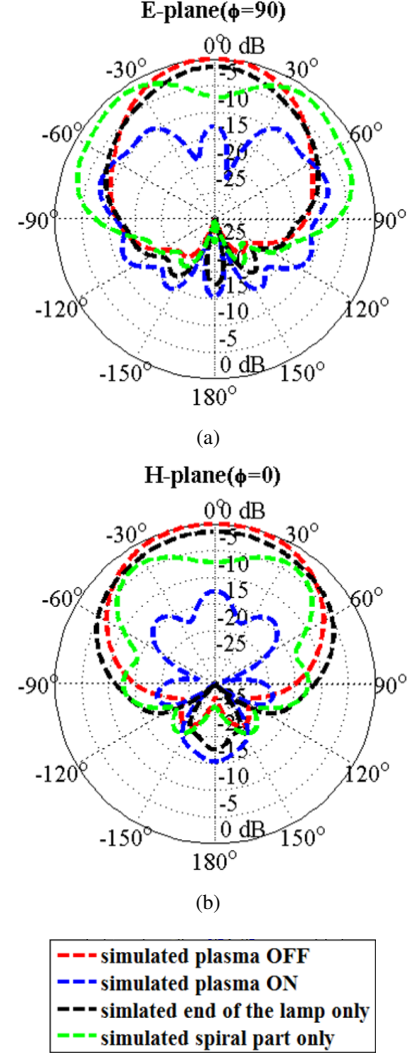 E-plane(ϕ=90)
0° dB
-30° -5 30°
-10
-15
-60° -20 60°
-25
-90° 90°
-25
-15
-120° -10 120°
-5
-150° 0 dB 150°
180°
(a)
H-plane(ϕ=0)
0° dB
-30° -5 30°
-10
-60° -15 60°
-20
-25
-90° 90°
-25
-15
-120° -10 120°
-5
-150° 0 dB 150°
180°
(b)
simulated plasma OFF
simulated plasma ON
simlated end of the lamp only
simulated spiral part only